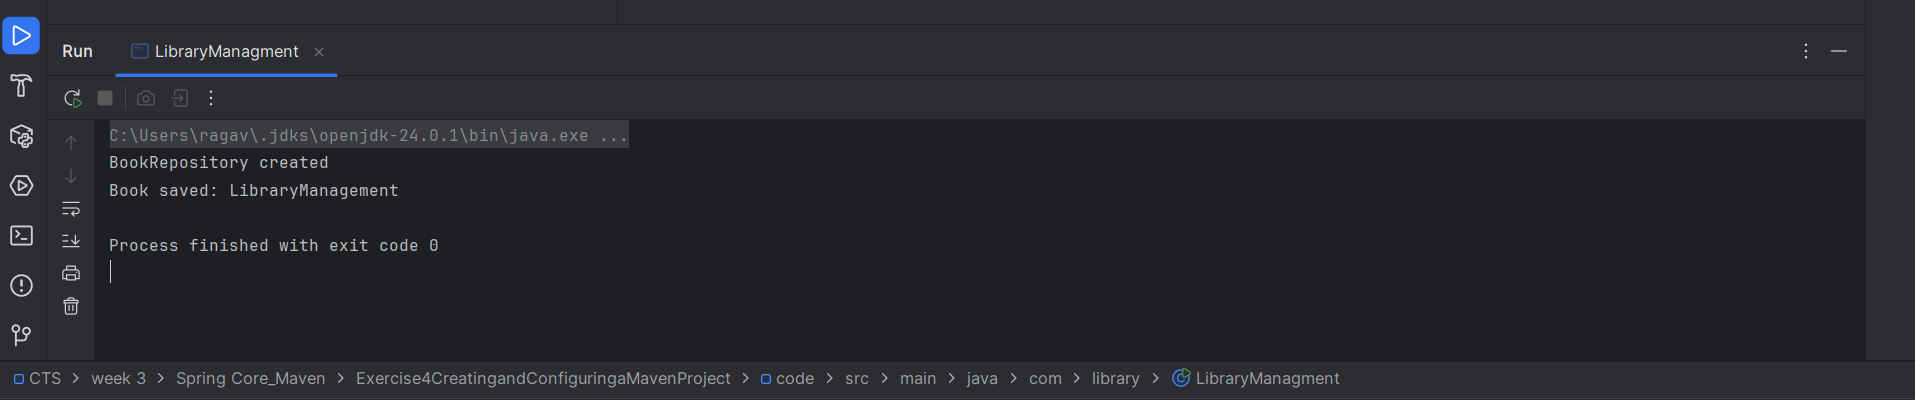 Run LibraryManagment
C:\Users\ragav\.jdks\openjdk-24.0.1\bin\java.exe ...
BookRepository created
Book saved: LibraryManagement
Process finished with exit code 0
CTS > week 3 > Spring Core_Maven > Exercise4CreatingandConfiguringaMavenProject > code > src > main > java > com > library > LibraryManagment